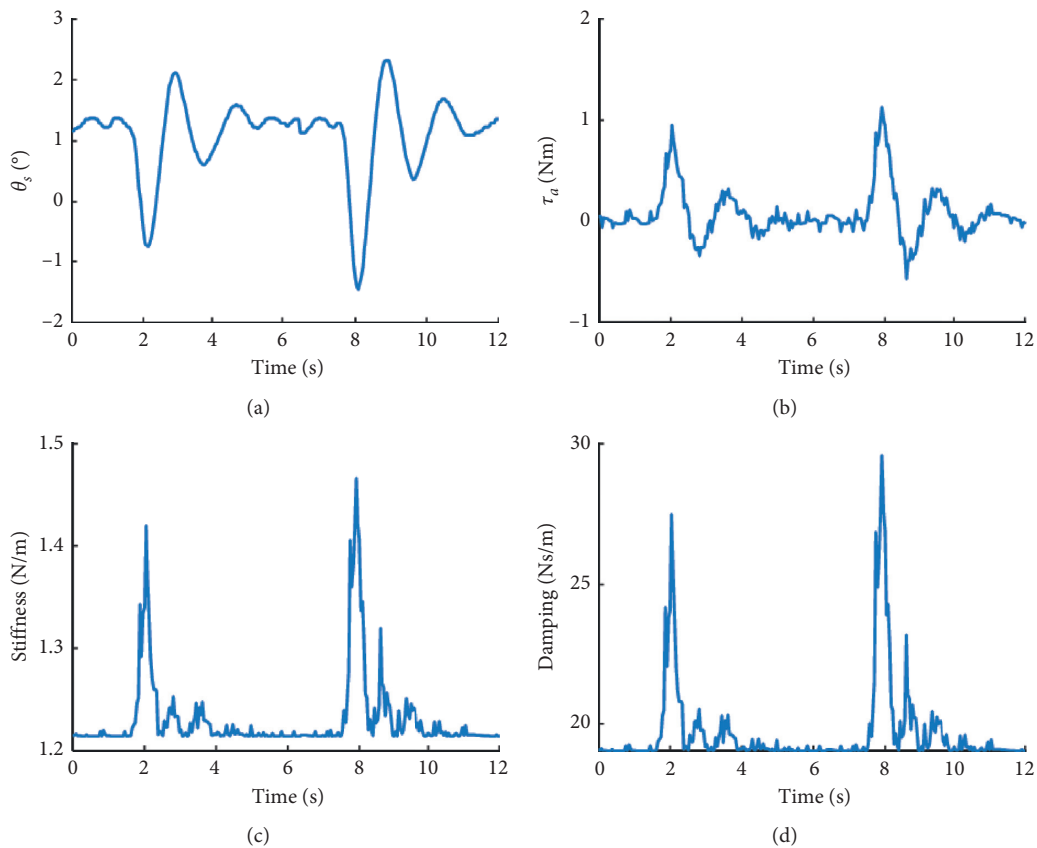 3
2
1
0
–1
–2
θs (°)
0 2 4 6 8 10 12
Time (s)
(a)
2
1
0
–1
τa (Nm)
0 2 4 6 8 10 12
Time (s)
(b)
1.5
1.4
1.3
1.2
Stiffness (N/m)
0 2 4 6 8 10 12
Time (s)
(c)
30
25
20
Damping (Ns/m)
0 2 4 6 8 10 12
Time (s)
(d)